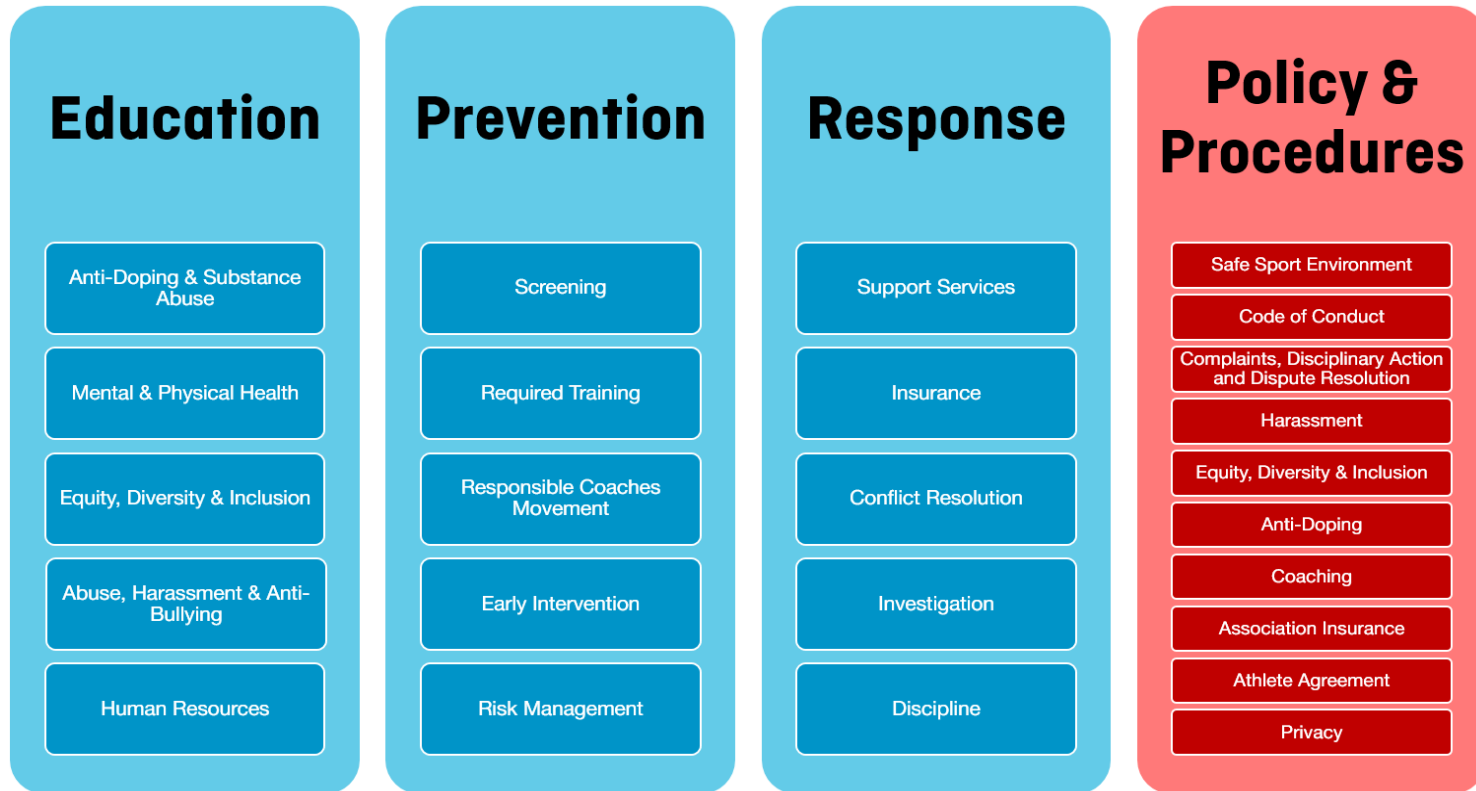 Education
Anti-Doping & Substance
Abuse
Mental & Physical Health
Equity, Diversity & Inclusion
Abuse, Harassment & Anti-
Bullying
Human Resources
Prevention
Screening
Required Training
Responsible Coaches
Movement
Early Intervention
Risk Management
Response
Support Services
Insurance
Conflict Resolution
Investigation
Discipline
Policy &
Procedures
Safe Sport Environment
Code of Conduct
Complaints, Disciplinary Action
and Dispute Resolution
Harassment
Equity, Diversity & Inclusion
Anti-Doping
Coaching
Association Insurance
Athlete Agreement
Privacy